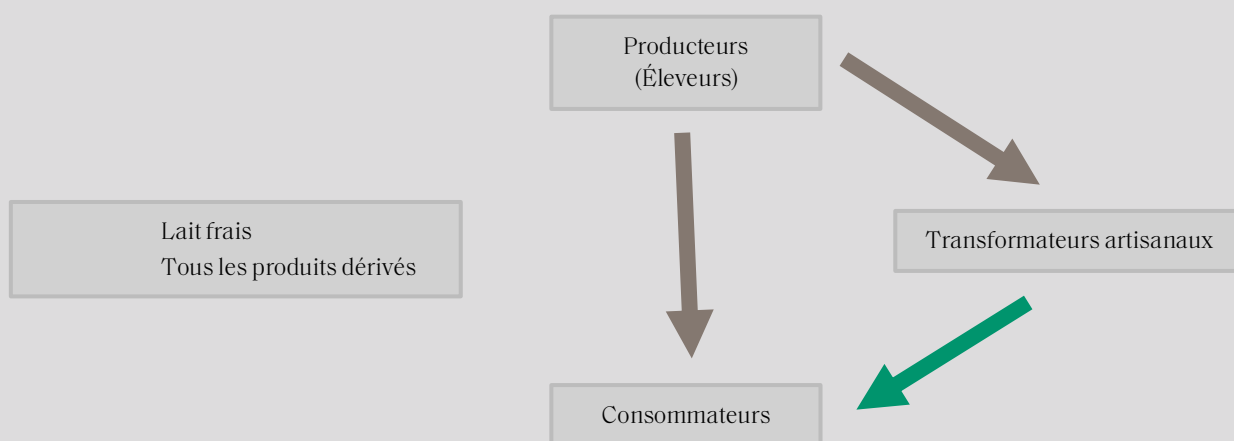 Producteurs
(Éleveurs)
Lait frais
Tous les produits dérivés
Transformateurs artisanaux
Consommateurs